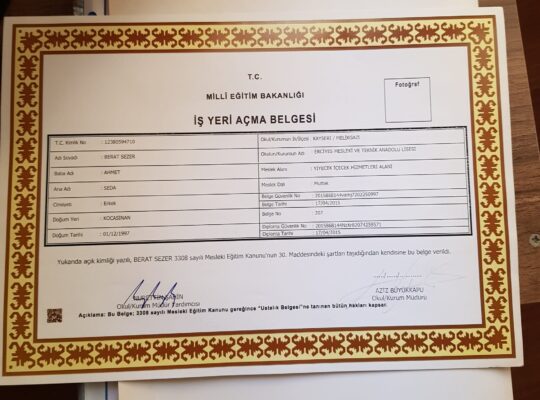 T.C.
MİLLİ EĞİTİM BAKANLIĞI
İŞ YERİ AÇMA BELGESİ
Fotoğraf
T.C. Kimlik No : 12380594710
Adı Soyadı : BERAT SEZER
Baba Adı : AHMET
Ana Adı : SEDA
Cinsiyeti : Erkek
Doğum Yeri : KOCASİNAN
Doğum Tarihi : 01/12/1997
Okul/Kurumun İli/İlçesi : KAYSERİ / MELİKGAZİ
Okulun/Kurumun Adı : ERCİYES MESLEKİ VE TEKNİK ANADOLU LİSESİ
Meslek Alanı : YİYECEK İÇECEK HİZMETLERİ ALANI
Meslek Dalı : Mutfak
Belge Güvenlik No
Belge Tarihi : 17/04/2015
Belge No : 207
Diploma Güvenlik No
Diploma Tarihi : 17/04/2015
Yukarıda açık kimliği yazılı, BERAT SEZER 3308 sayılı Mesleki Eğitim Kanunu'nun 30. Maddesindeki şartları taşıdığından kendisine bu belge verildi.
Okul/Kurum Müdür Yardımcısı
AZİZ BÜYÜKKAPU
Okul/Kurum Müdürü
Açıklama: Bu Belge; 3308 sayılı Mesleki Eğitim Kanunu gereğince "Ustalık Belgesi"ne tanınan bütün hakları kapsar.